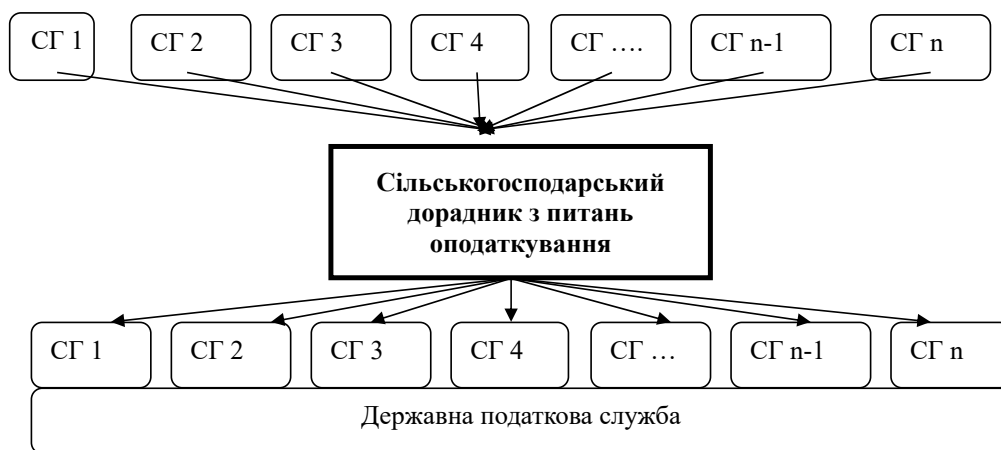 СГ 1 СГ 2 СГ 3 СГ 4 СГ …. СГ n-1 СГ n
Сільськогосподарський
дорадник з питань
оподаткування
СГ 1 СГ 2 СГ 3 СГ 4 СГ … СГ n-1 СГ n
Державна податкова служба